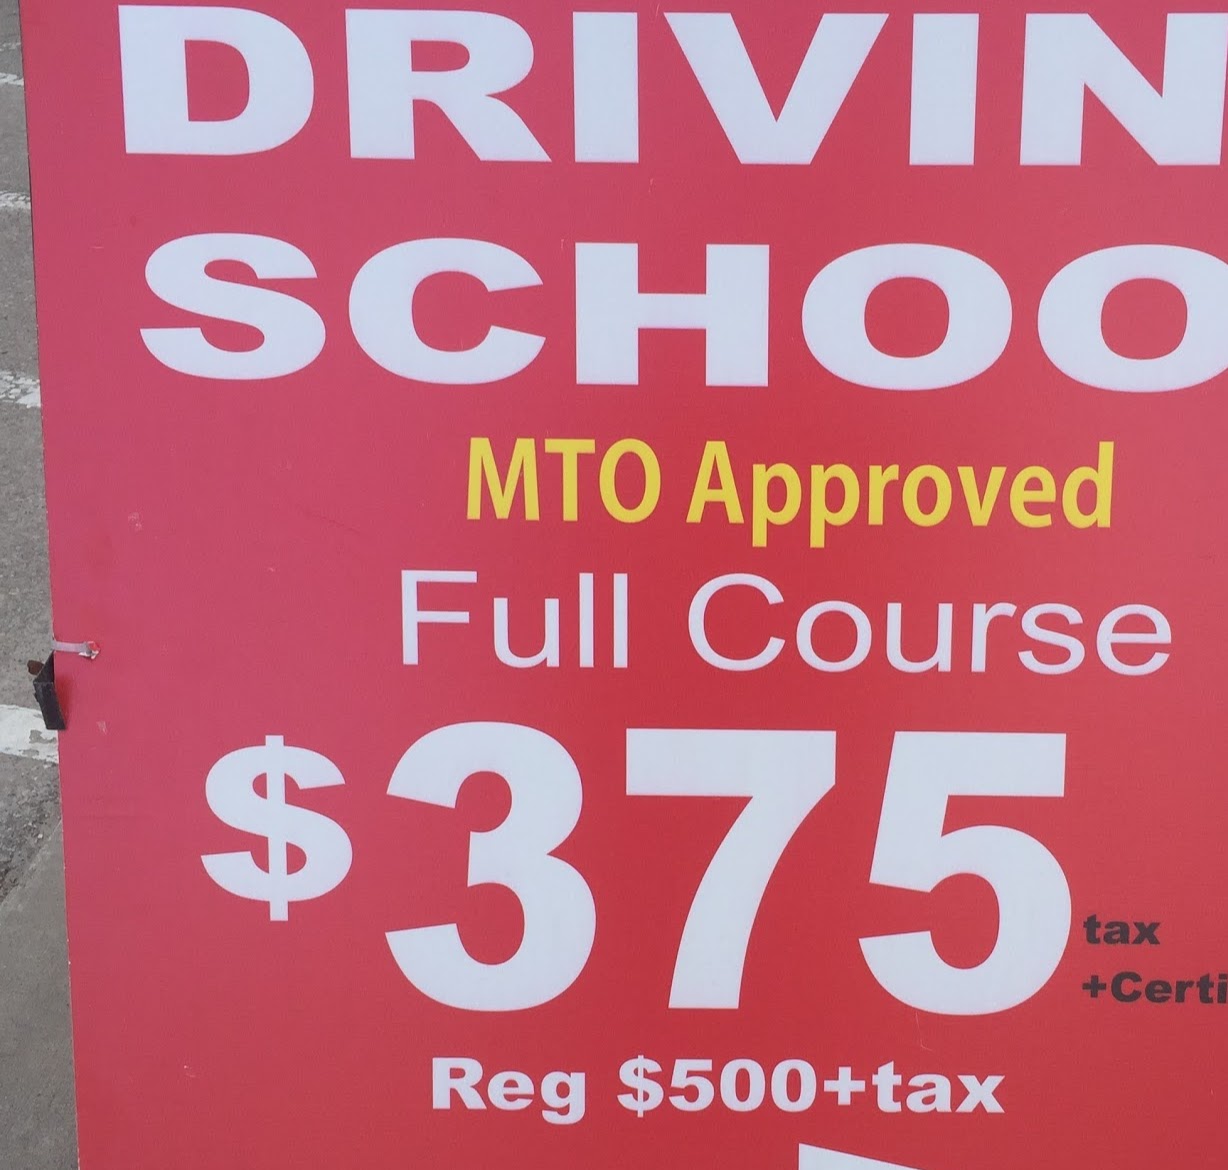 DRIVIN
SCHOO
MTO Approved
Full Course
$375
tax
+Certi
Reg $500+tax